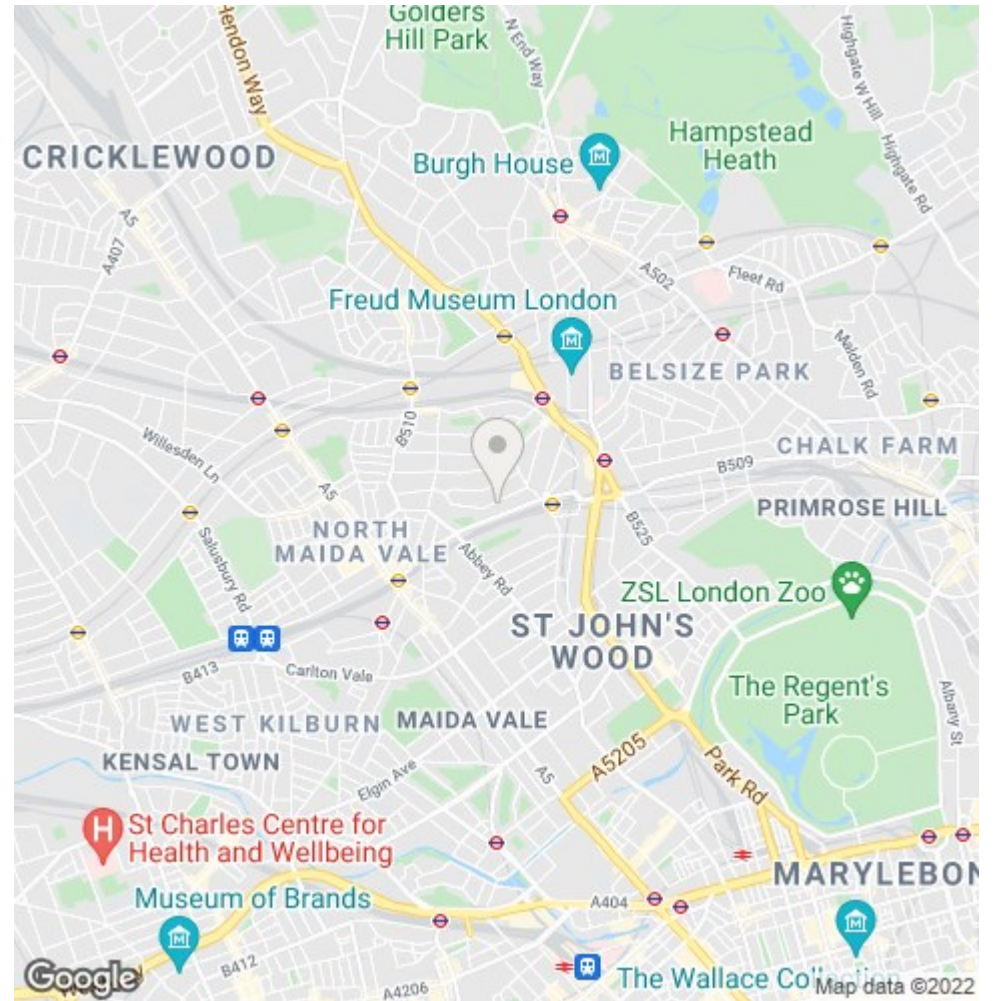 Golders
Hill Park
Hendon Way
N End Way
Highgate W Hill
Highgate Rd
CRICKLEWOOD
Burgh House
Hampstead
Heath
A5
A407
A502
Fleet Rd
Freud Museum London
Malden Rd
BELSIZE PARK
B510
Willesden Ln
CHALK FARM
B509
A5
PRIMROSE HILL
NORTH
MAIDA VALE
Abbey Rd
B525
Salusbury Rd
ZSL London Zoo
ST JOHN'S
WOOD
B413
Carlton Vale
The Regent's
Park
Albany St
WEST KILBURN
MAIDA VALE
KENSAL TOWN
A5205
Park Rd
Elgin Ave
A5
H
St Charles Centre for
Health and Wellbeing
MARYLEBON
Museum of Brands
A404
B412
Google
A4206
The Wallace Collection
Map data ©2022